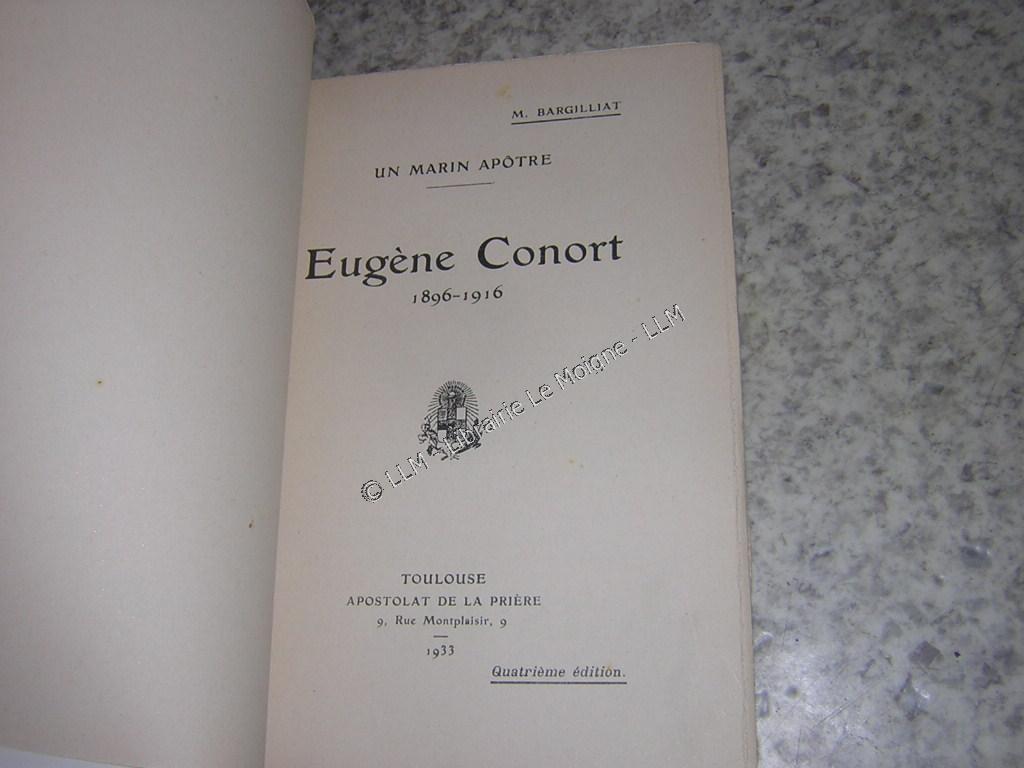 M. BARGILLIAT
UN MARIN APÔTRE
Eugène Conort
1896-1916
© LLM - Librairie Le Moigne - LLM
TOULOUSE
APOSTOLAT DE LA PRIÈRE
9, Rue Montplaisir, 9
1933
Quatrième édition.